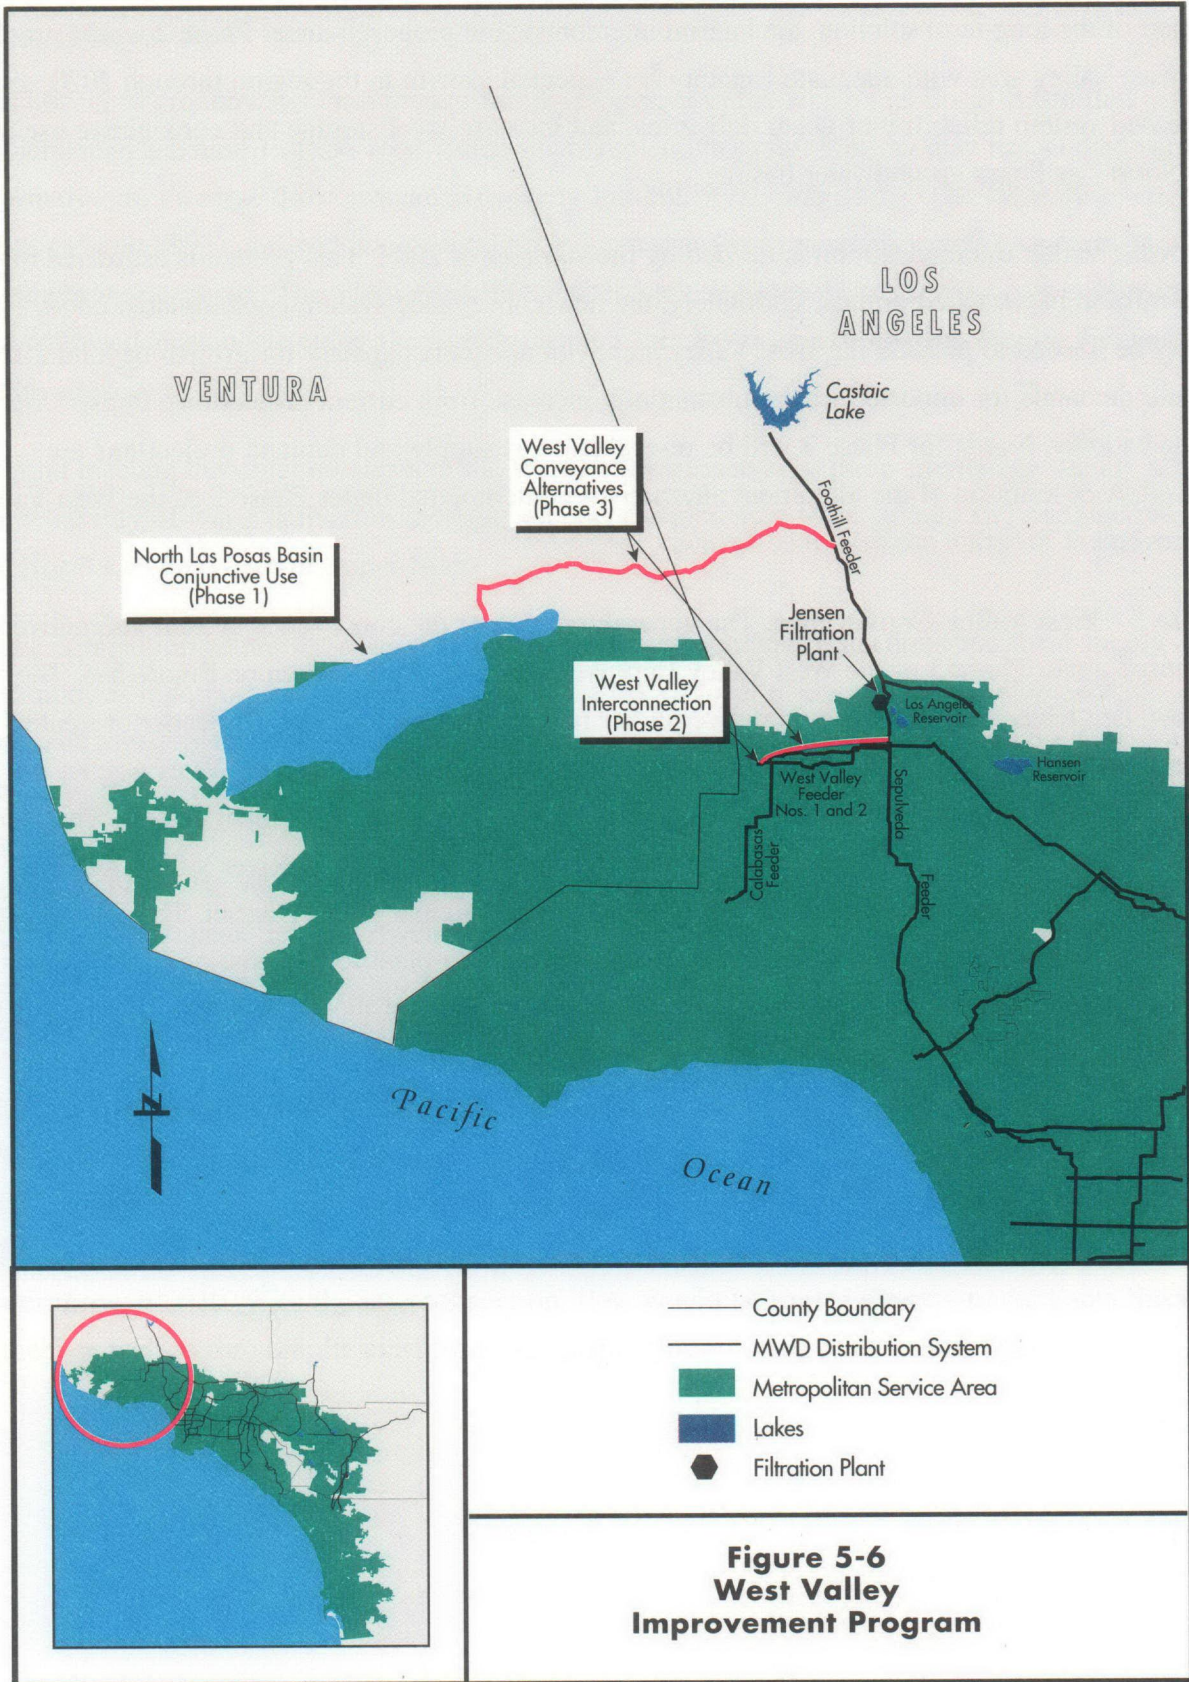 LOS
ANGELES
VENTURA
Castaic
Lake
West Valley
Conveyance
Alternatives
(Phase 3)
Foothill Feeder
North Las Posas Basin
Conjunctive Use
(Phase 1)
Jensen
Filtration
Plant
West Valley
Interconnection
(Phase 2)
Los Angeles
Reservoir
Hansen
Reservoir
West Valley
Feeder
Nos. 1 and 2
Sepulveda
Feeder
Calabasas
Feeder
Pacific
Ocean
N
County Boundary
MWD Distribution System
Metropolitan Service Area
Lakes
Filtration Plant
Figure 5-6
West Valley
Improvement Program